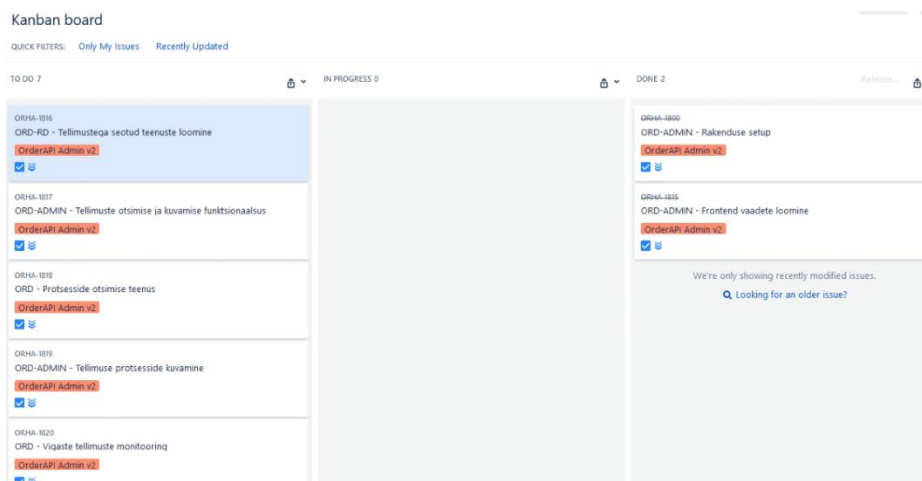 Kanban board
QUICK FILTERS: Only My Issues Recently Updated
TO DO 7
ORHA-1816
ORD-RD - Tellimustega seotud teenuste loomine
OrderAPI Admin v2
ORHA-1817
ORD-ADMIN - Tellimuste otsimise ja kuvamise funktsionaalsus
OrderAPI Admin v2
ORHA-1818
ORD - Protsesside otsimise teenus
OrderAPI Admin v2
ORHA-1819
ORD-ADMIN - Tellimuse protsesside kuvamine
OrderAPI Admin v2
ORHA-1820
ORD - Vigaste tellimuste monitooring
OrderAPI Admin v2
IN PROGRESS 0
DONE 2 Release...
ORHA-1800
ORD-ADMIN - Rakenduse setup
OrderAPI Admin v2
ORHA-1815
ORD-ADMIN - Frontend vaadete loomine
OrderAPI Admin v2
We're only showing recently modified issues.
Looking for an older issue?